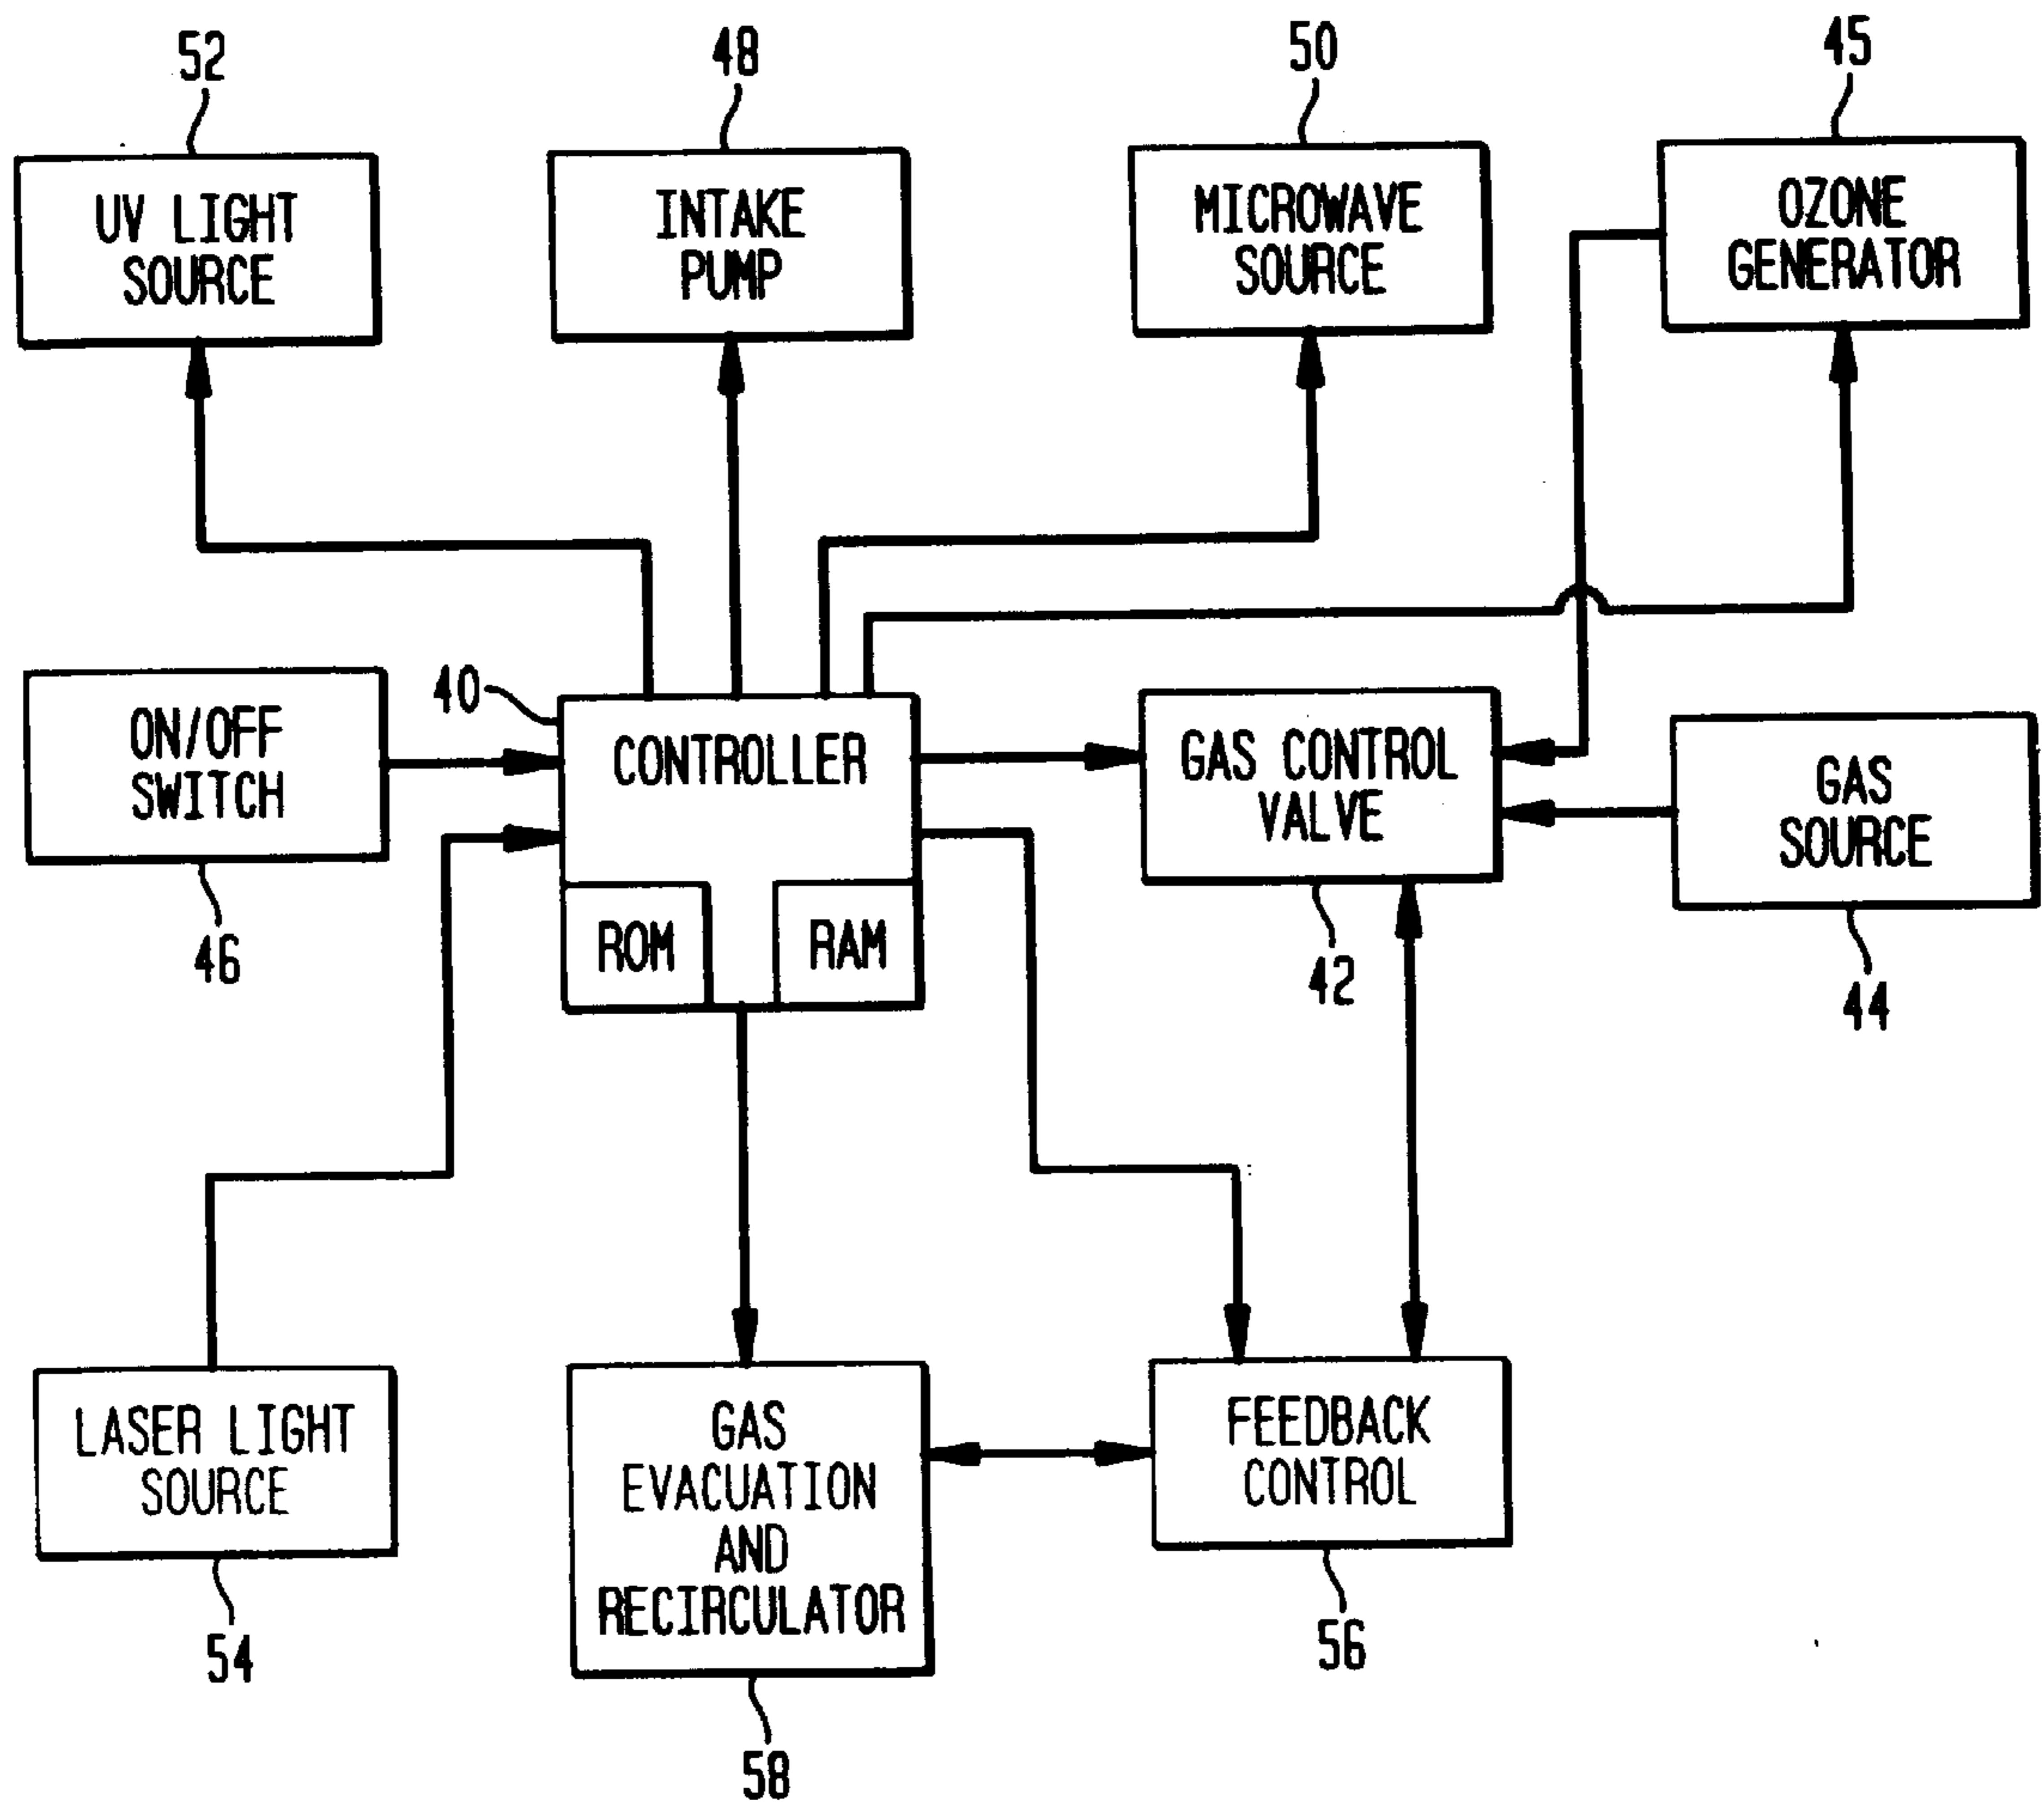 52
48
50
45
UV LIGHT
SOURCE
INTAKE
PUMP
MICROWAVE
SOURCE
OZONE
GENERATOR
ON/OFF
SWITCH
46
40
CONTROLLER
ROM
RAM
GAS CONTROL
VALVE
42
GAS
SOURCE
44
LASER LIGHT
SOURCE
54
GAS
EVACUATION
AND
RECIRCULATOR
58
FEEDBACK
CONTROL
56